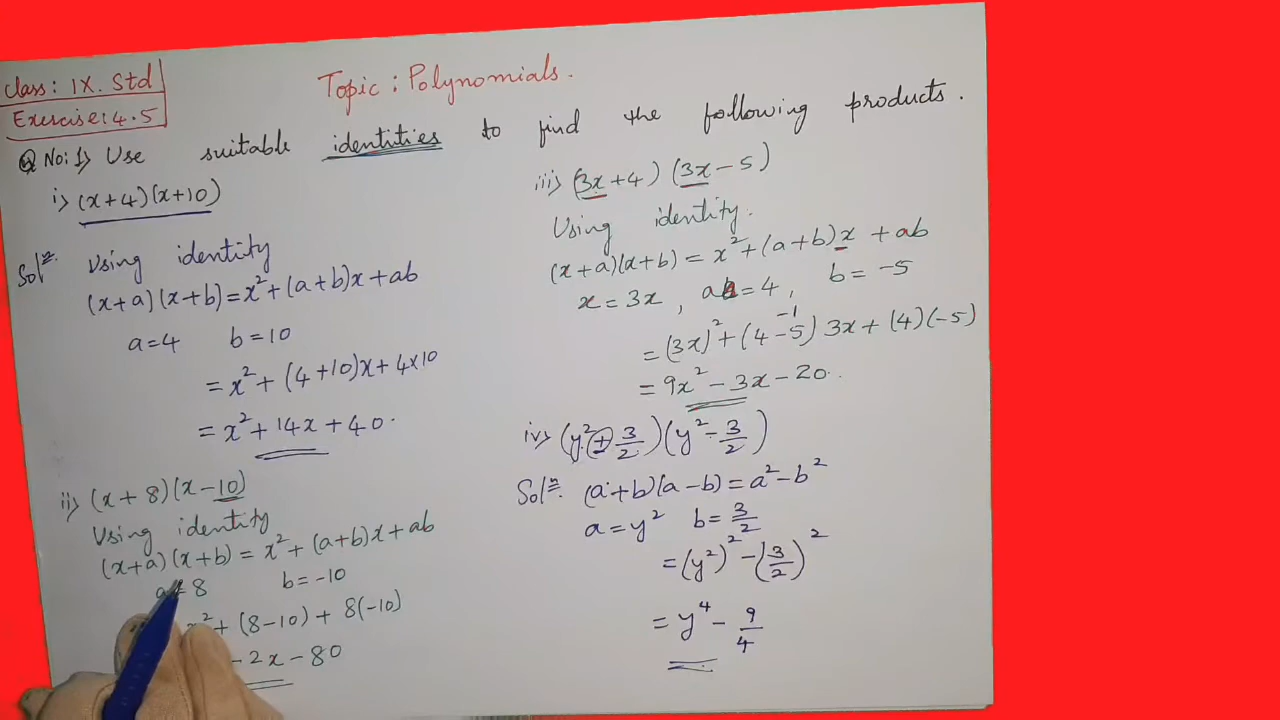 Class: IX. Std
Exercise: 4.5
Topic: Polynomials.
Q No: 1) Use suitable identities to find the following products.
i) (x+4)(x+10)
Solⁿ. Using identity
(x+a)(x+b) = x² + (a+b)x + ab
a=4 b=10
= x² + (4+10)x + 4×10
= x² + 14x + 40.
ii) (x+8)(x-10)
Using identity
(x+a)(x+b) = x² + (a+b)x + ab
8 b = -10
² + (8-10) + 8(-10)
- 2x - 80
iii) (3x+4) (3x-5)
Using identity.
(x+a)(x+b) = x² + (a+b)x + ab
x = 3x, a = 4, b = -5
= (3x)² + (4-5)⁻¹ 3x + (4)(-5)
= 9x² - 3x - 20.
iv) (y² + 3/2)(y² - 3/2)
Solⁿ. (a+b)(a-b) = a² - b²
a = y² b = 3/2
= (y²)² - (3/2)²
= y⁴ - 9/4